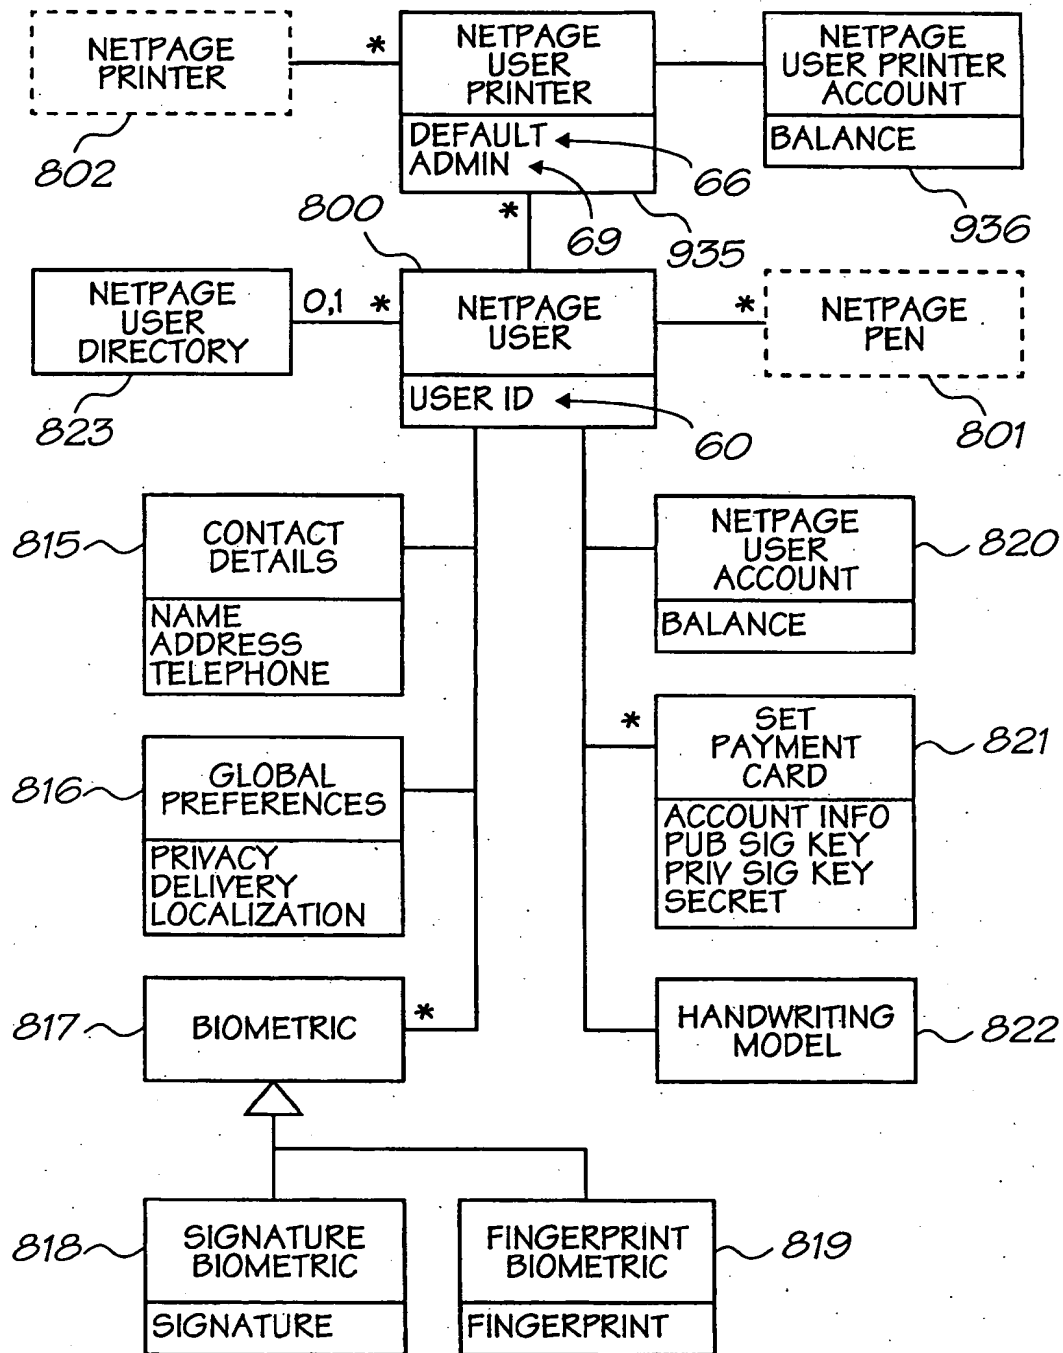 NETPAGE
PRINTER
802
*
NETPAGE
USER
PRINTER
DEFAULT
ADMIN
NETPAGE
USER PRINTER
ACCOUNT
BALANCE
66
69
935
936
*
800
NETPAGE
USER
DIRECTORY
823
0,1
*
NETPAGE
USER
USER ID
60
*
NETPAGE
PEN
801
815
CONTACT
DETAILS
NAME
ADDRESS
TELEPHONE
NETPAGE
USER
ACCOUNT
BALANCE
820
816
GLOBAL
PREFERENCES
PRIVACY
DELIVERY
LOCALIZATION
*
SET
PAYMENT
CARD
ACCOUNT INFO
PUB SIG KEY
PRIV SIG KEY
SECRET
821
817
BIOMETRIC
*
HANDWRITING
MODEL
822
818
SIGNATURE
BIOMETRIC
SIGNATURE
FINGERPRINT
BIOMETRIC
FINGERPRINT
819